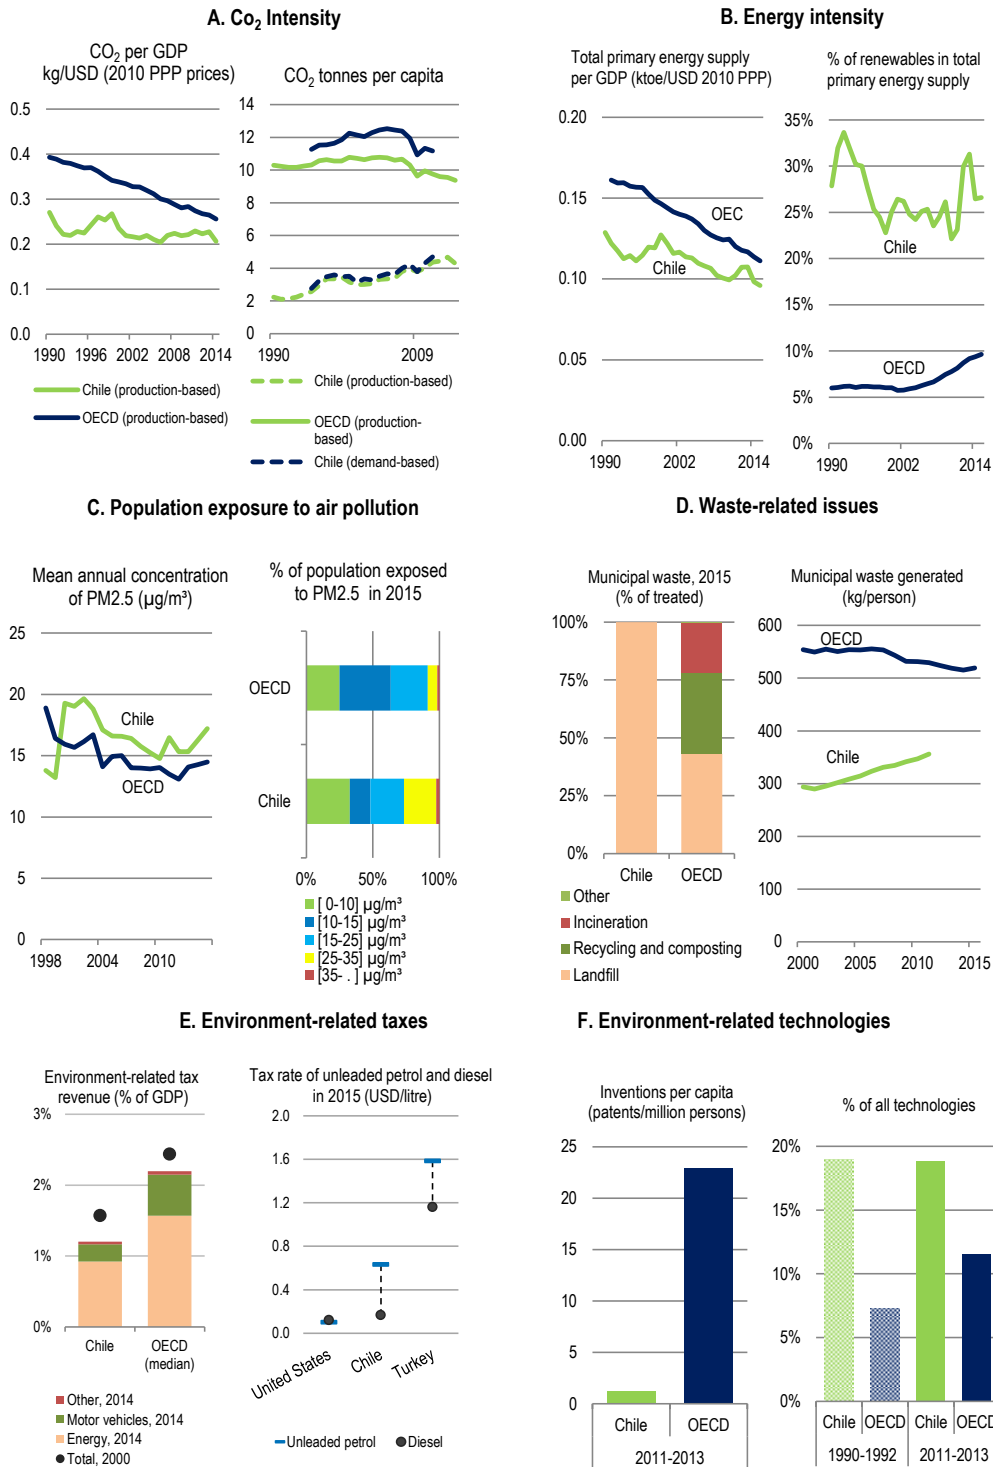 A. Co2 Intensity
CO2 per GDP
kg/USD (2010 PPP prices)
0.5
0.4
0.3
0.2
0.1
0.0
1990 1996 2002 2008 2014
Chile (production-based)
OECD (production-based)
CO2 tonnes per capita
14
12
10
8
6
4
2
0
1990 2009
Chile (production-based)
OECD (production-
based)
Chile (demand-based)
B. Energy intensity
Total primary energy supply
per GDP (ktoe/USD 2010 PPP)
0.20
0.15
0.10
0.05
0.00
OEC
Chile
1990 2002 2014
% of renewables in total
primary energy supply
35%
30%
25%
20%
15%
10%
5%
0%
Chile
OECD
1990 2002 2014
C. Population exposure to air pollution
Mean annual concentration
of PM2.5 (µg/m³)
25
20
15
10
5
0
Chile
OECD
1998 2004 2010
% of population exposed
to PM2.5 in 2015
OECD
Chile
0% 50% 100%
[ 0-10] µg/m³
[10-15] µg/m³
[15-25] µg/m³
[25-35] µg/m³
[35- . ] µg/m³
D. Waste-related issues
Municipal waste, 2015
(% of treated)
100%
75%
50%
25%
0%
Chile OECD
Other
Incineration
Recycling and composting
Landfill
Municipal waste generated
(kg/person)
600
500
400
300
200
100
0
OECD
Chile
2000 2005 2010 2015
E. Environment-related taxes
Environment-related tax
revenue (% of GDP)
3%
2%
1%
0%
Chile OECD
(median)
Other, 2014
Motor vehicles, 2014
Energy, 2014
Total, 2000
Tax rate of unleaded petrol and diesel
in 2015 (USD/litre)
2.0
1.6
1.2
0.8
0.4
0.0
United States Chile Turkey
Unleaded petrol Diesel
F. Environment-related technologies
Inventions per capita
(patents/million persons)
25
20
15
10
5
0
Chile OECD
2011-2013
% of all technologies
20%
15%
10%
5%
0%
Chile OECD Chile OECD
1990-1992 2011-2013